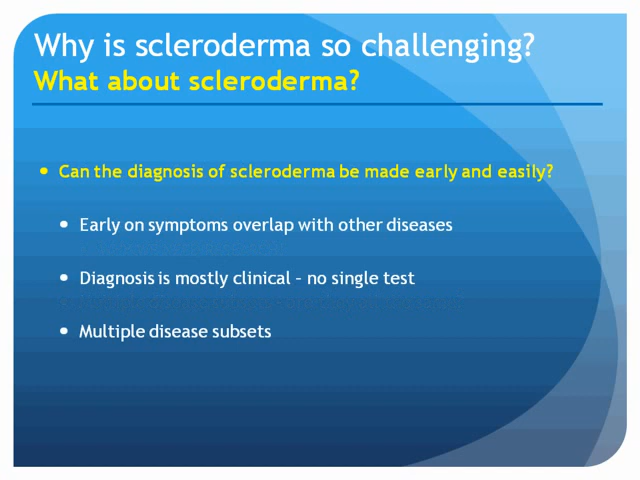 Why is scleroderma so challenging?
What about scleroderma?
• Can the diagnosis of scleroderma be made early and easily?
• Early on symptoms overlap with other diseases
• Diagnosis is mostly clinical – no single test
• Multiple disease subsets